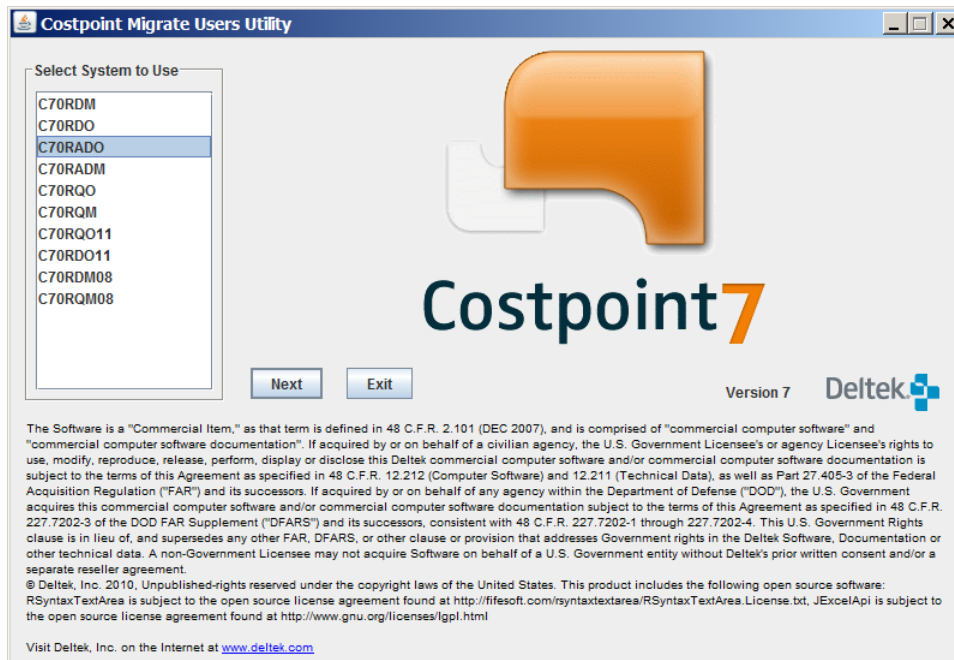 Costpoint Migrate Users Utility
Select System to Use
C70RDM
C70RDO
C70RADO
C70RADM
C70RQO
C70RQM
C70RQO11
C70RDO11
C70RDM08
C70RQM08
Costpoint7
Next
Exit
Version 7
Deltek.
The Software is a "Commercial Item," as that term is defined in 48 C.F.R. 2.101 (DEC 2007), and is comprised of "commercial computer software" and
"commercial computer software documentation". If acquired by or on behalf of a civilian agency, the U.S. Government Licensee's or agency Licensee's rights to
use, modify, reproduce, release, perform, display or disclose this Deltek commercial computer software and/or commercial computer software documentation is
subject to the terms of this Agreement as specified in 48 C.F.R. 12.212 (Computer Software) and 12.211 (Technical Data), as well as Part 27.405-3 of the Federal
Acquisition Regulation ("FAR") and its successors. If acquired by or on behalf of any agency within the Department of Defense ("DOD"), the U.S. Government
acquires this commercial computer software and/or commercial computer software documentation subject to the terms of this Agreement as specified in 48 C.F.R.
227.7202-3 of the DOD FAR Supplement ("DFARS") and its successors, consistent with 48 C.F.R. 227.7202-1 through 227.7202-4. This U.S. Government Rights
clause is in lieu of, and supersedes any other FAR, DFARS, or other clause or provision that addresses Government rights in the Deltek Software, Documentation or
other technical data. A non-Government Licensee may not acquire Software on behalf of a U.S. Government entity without Deltek's prior written consent and/or a
separate reseller agreement.
© Deltek, Inc. 2010, Unpublished-rights reserved under the copyright laws of the United States. This product includes the following open source software:
RSyntaxTextArea is subject to the open source license agreement found at http://fifesoft.com/rsyntaxtextarea/RSyntaxTextArea.License.txt, JExcelApi is subject to
the open source license agreement found at http://www.gnu.org/licenses/lgpl.html
Visit Deltek, Inc. on the Internet at www.deltek.com